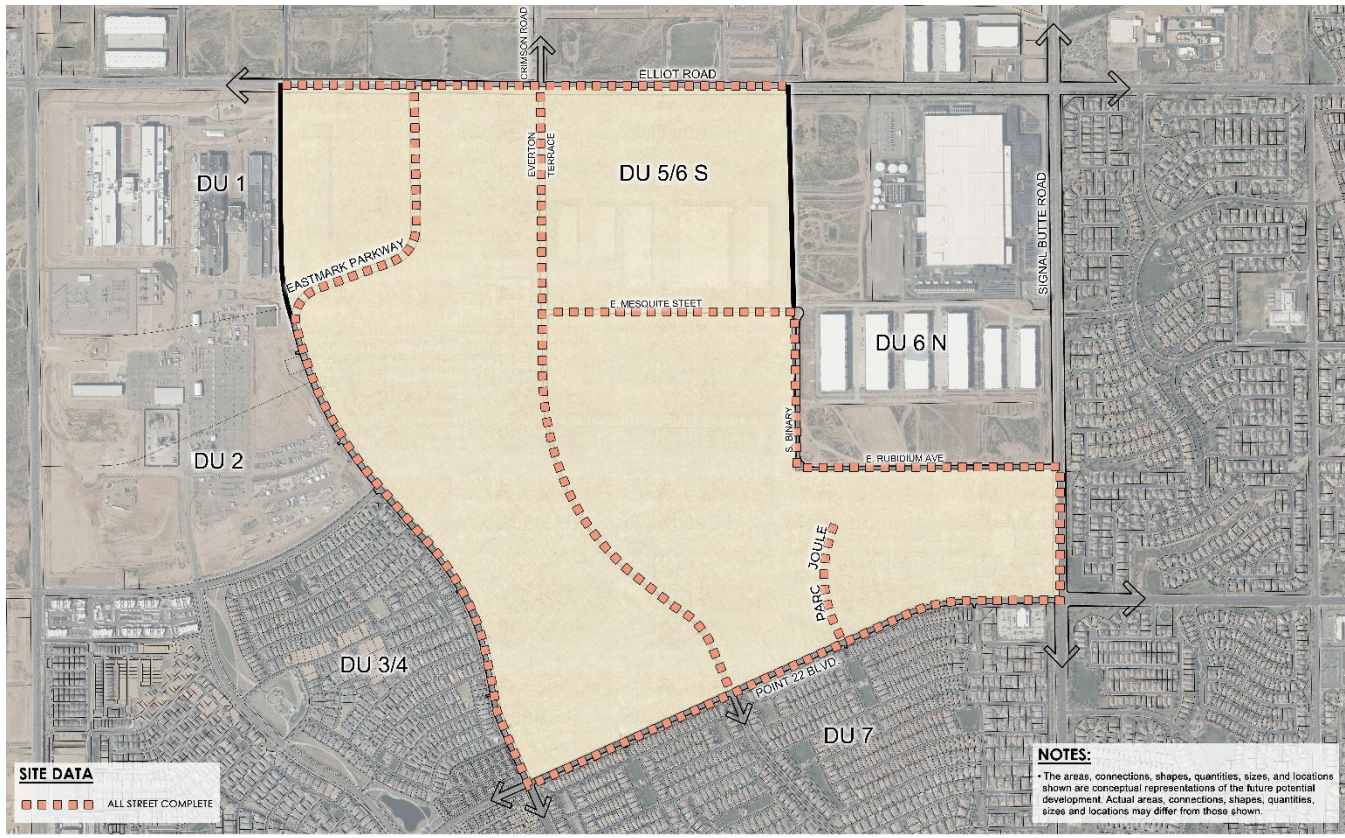 CRIMSON ROAD
ELLIOT ROAD
EVERTON
TERRACE
DU 5/6 S
DU 1
SIGNAL BUTTE ROAD
EASTMARK PARKWAY
E. MESQUITE STEET
DU 6 N
S. BINARY
E. RUBIDIUM AVE
DU 2
PARC JOULE
DU 3/4
POINT 22 BLVD
DU 7
SITE DATA
ALL STREET COMPLETE
NOTES:
• The areas, connections, shapes, quantities, sizes, and locations
shown are conceptual representations of the future potential
development. Actual areas, connections, shapes, quantities,
sizes and locations may differ from those shown.